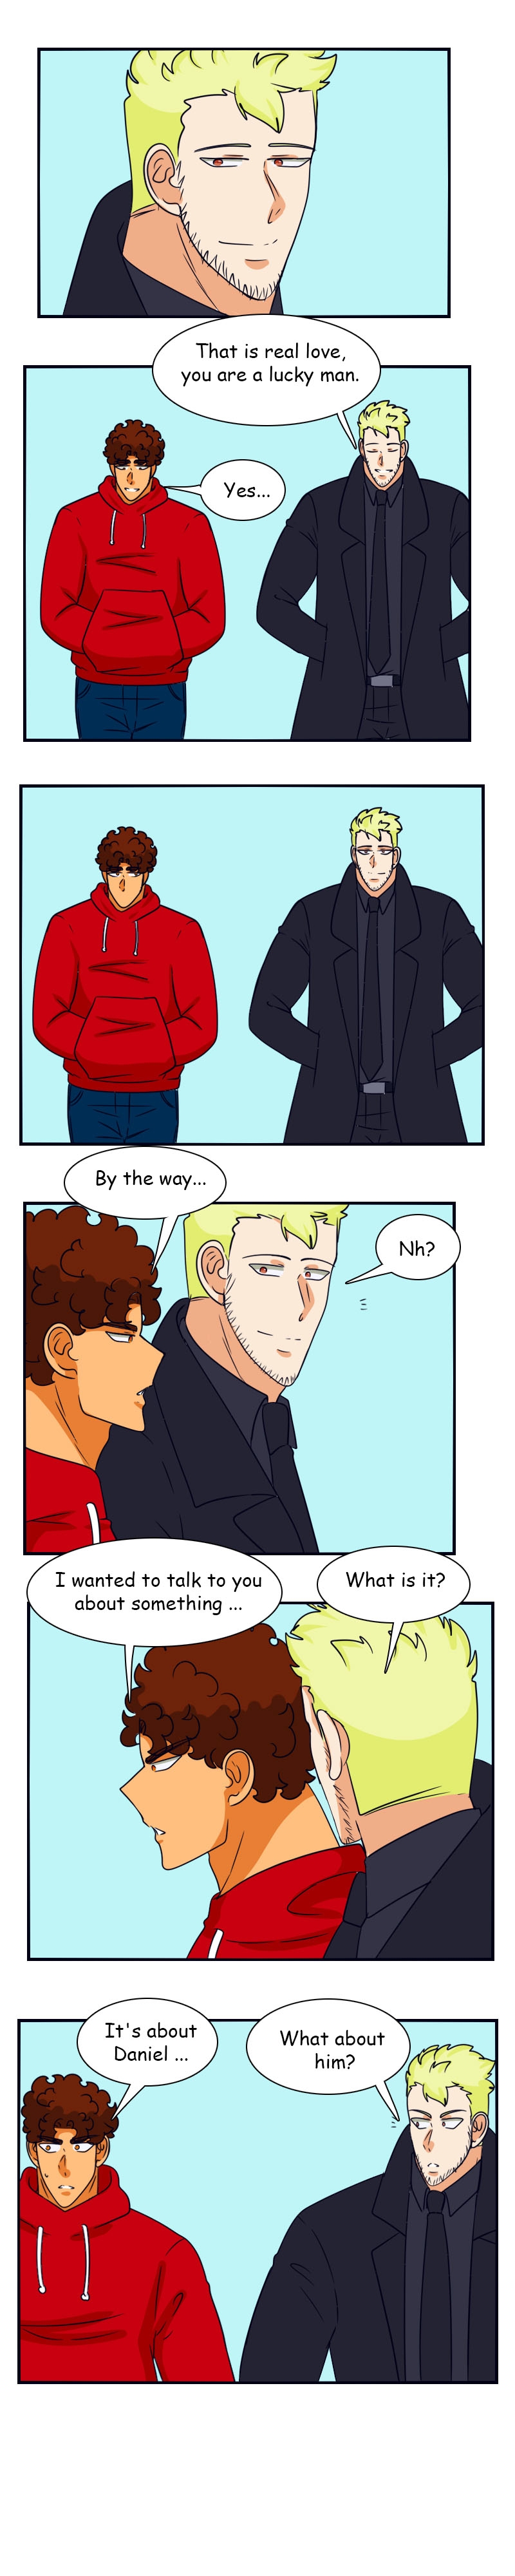 That is real love,
you are a lucky man.
Yes...
By the way...
Nh?
I wanted to talk to you
about something ...
What is it?
It's about
Daniel ...
What about
him?